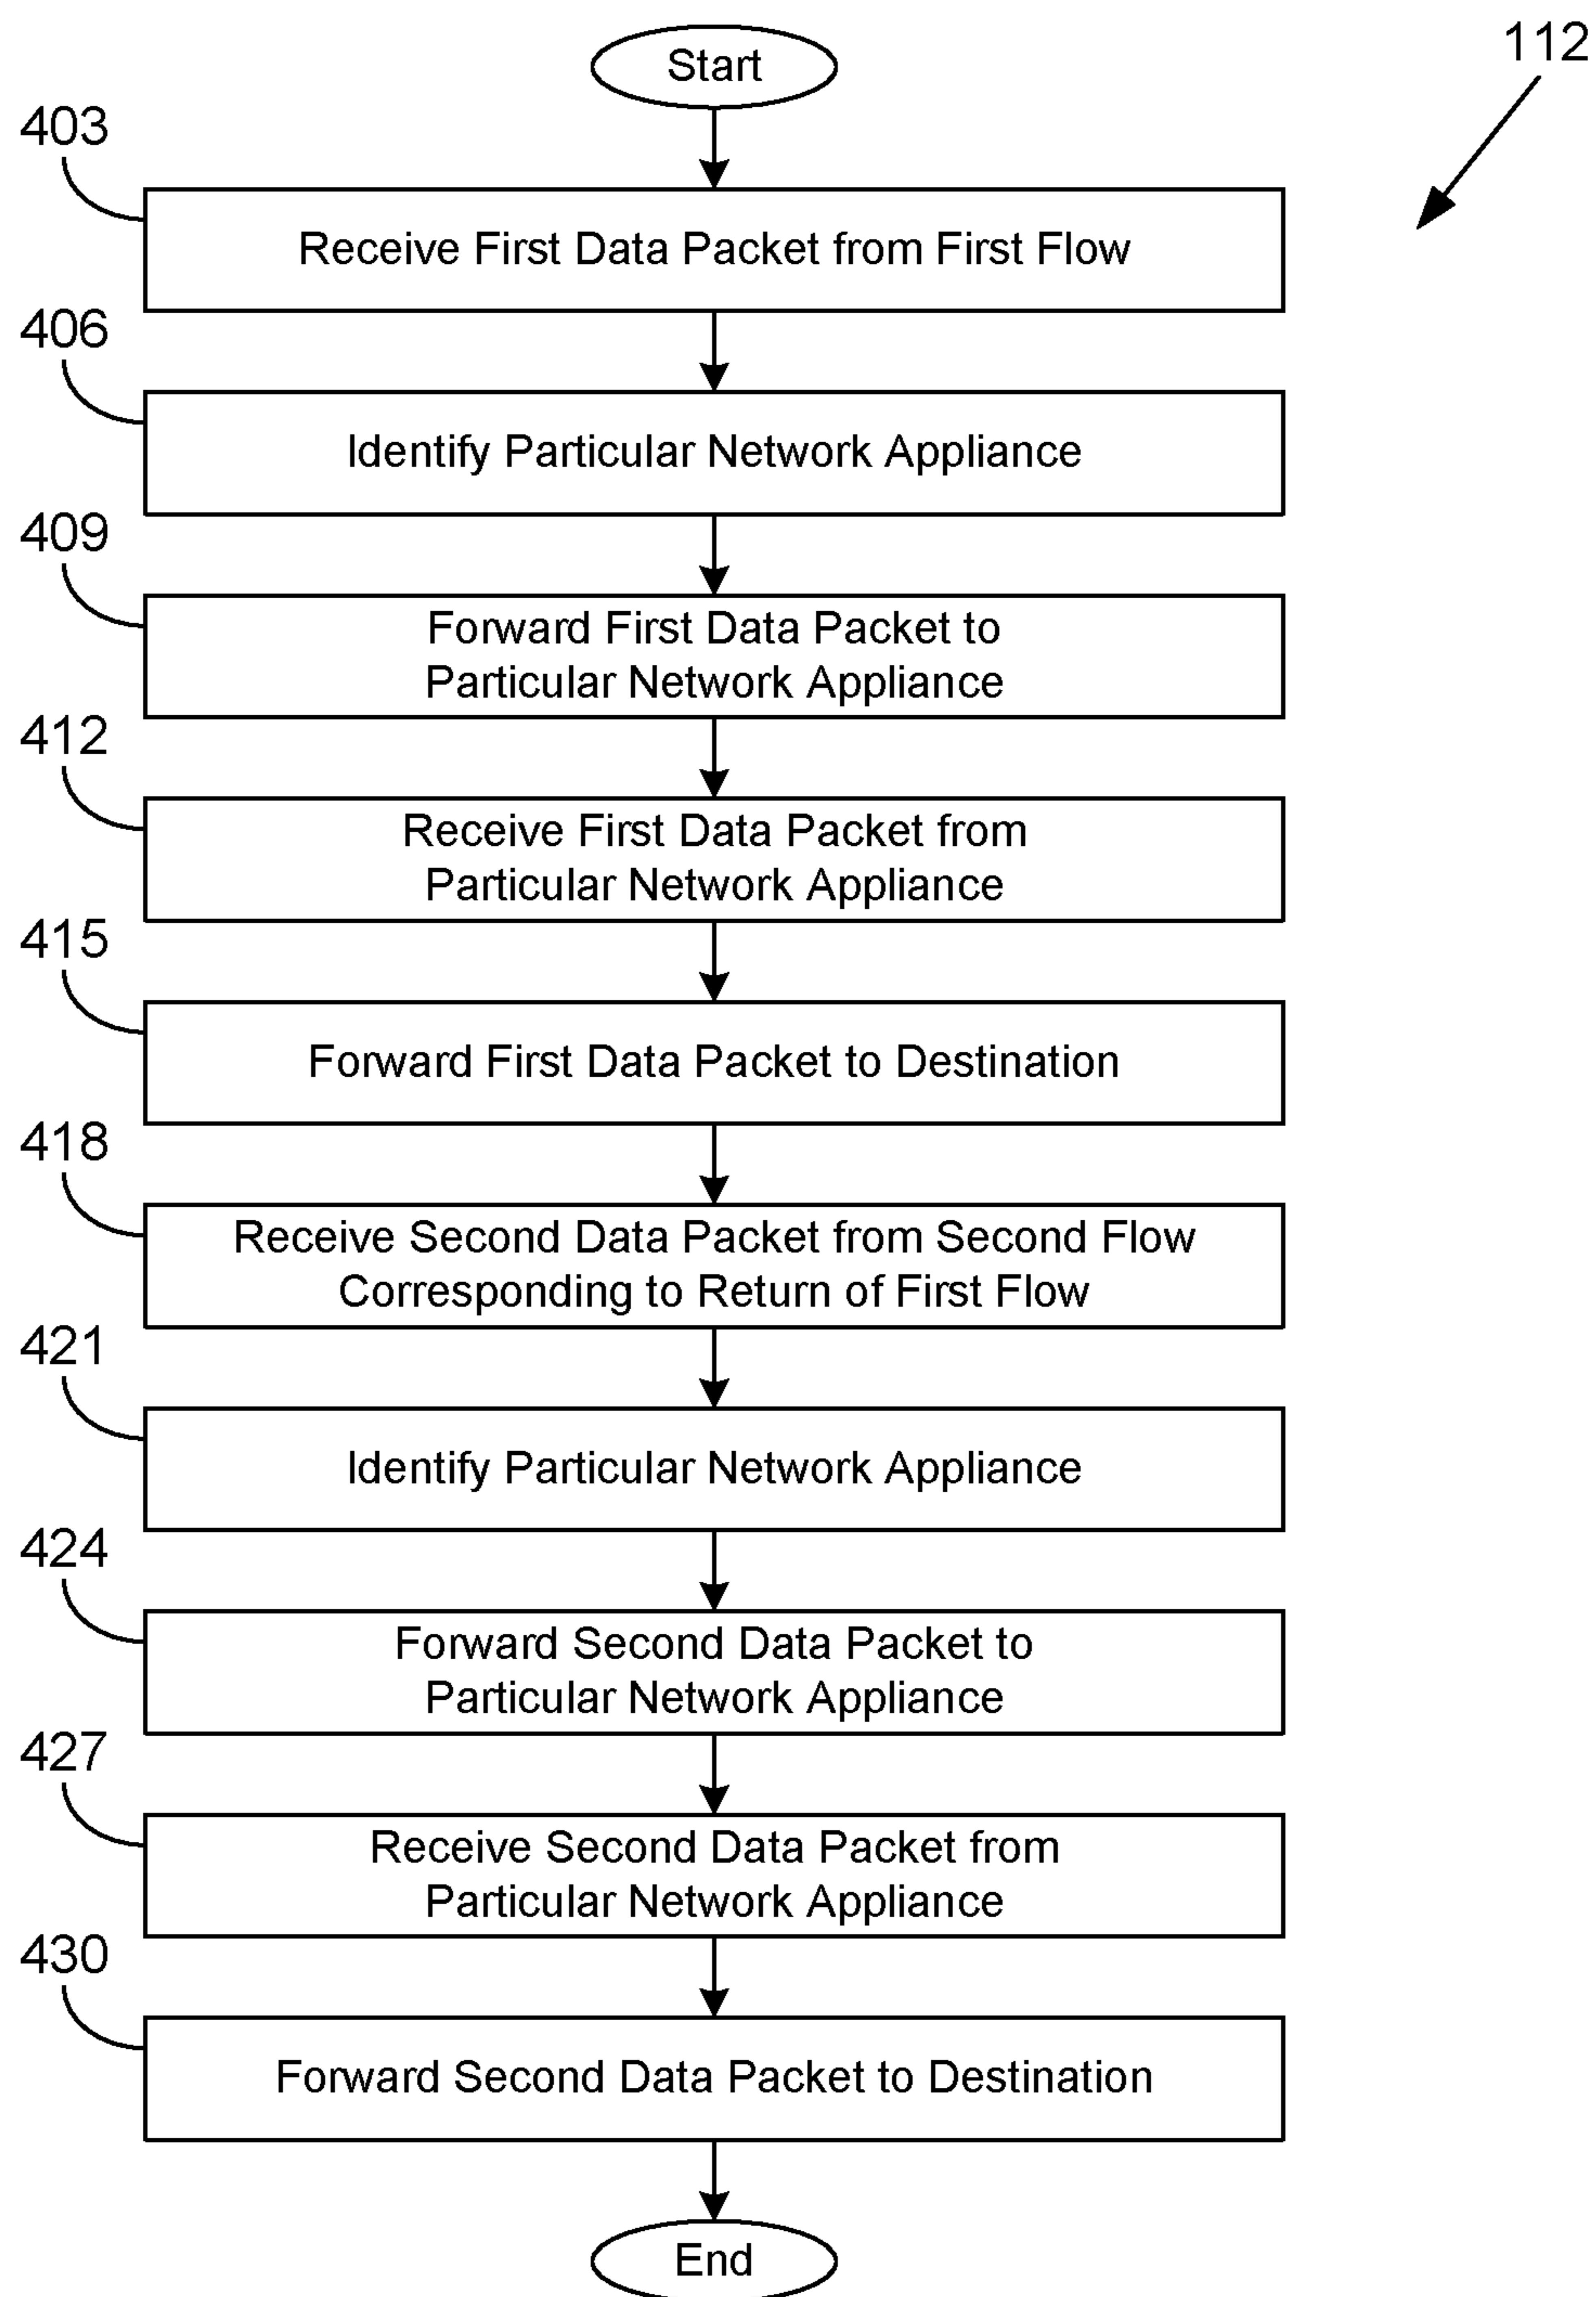 Start
112
403
Receive First Data Packet from First Flow
406
Identify Particular Network Appliance
409
Forward First Data Packet to
Particular Network Appliance
412
Receive First Data Packet from
Particular Network Appliance
415
Forward First Data Packet to Destination
418
Receive Second Data Packet from Second Flow
Corresponding to Return of First Flow
421
Identify Particular Network Appliance
424
Forward Second Data Packet to
Particular Network Appliance
427
Receive Second Data Packet from
Particular Network Appliance
430
Forward Second Data Packet to Destination
End